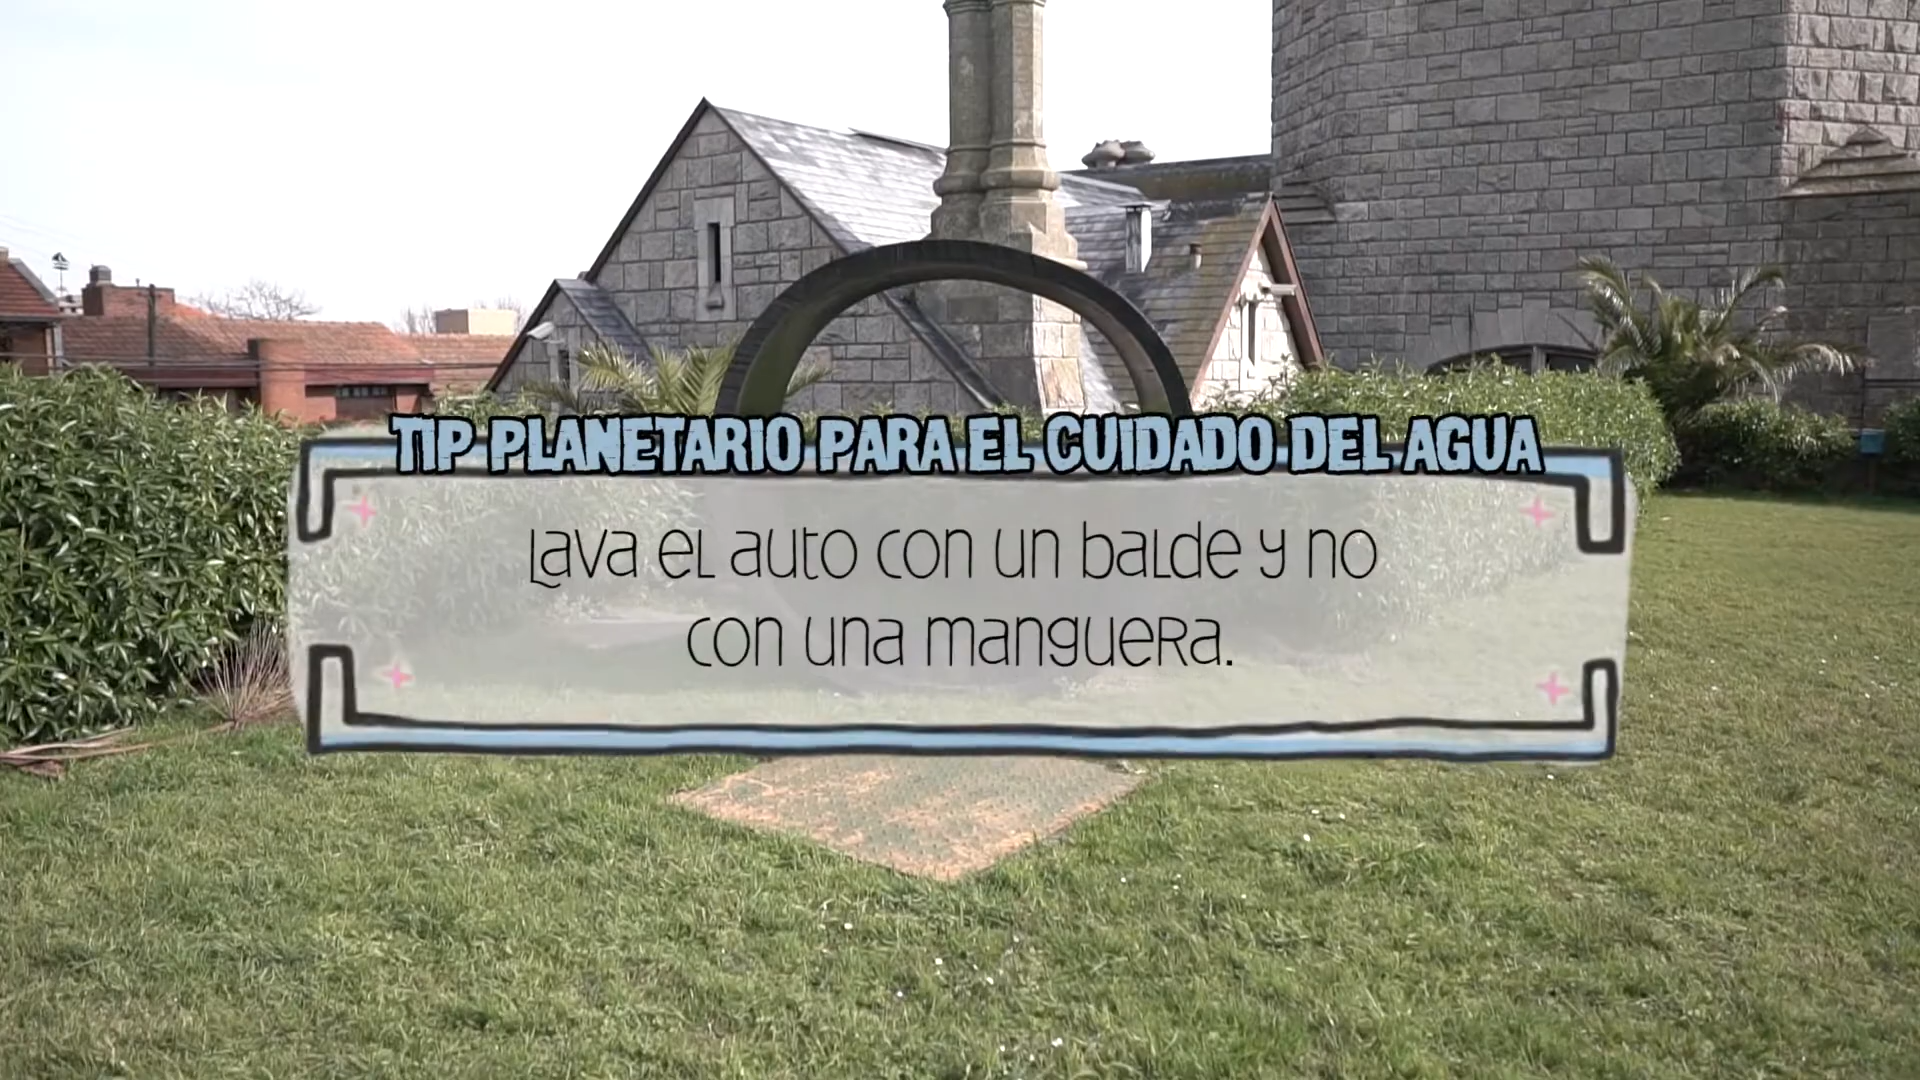 TIP PLANETARIO PARA EL CUIDADO DEL AGUA
Lava el auto con un balde y no
con una manguera.